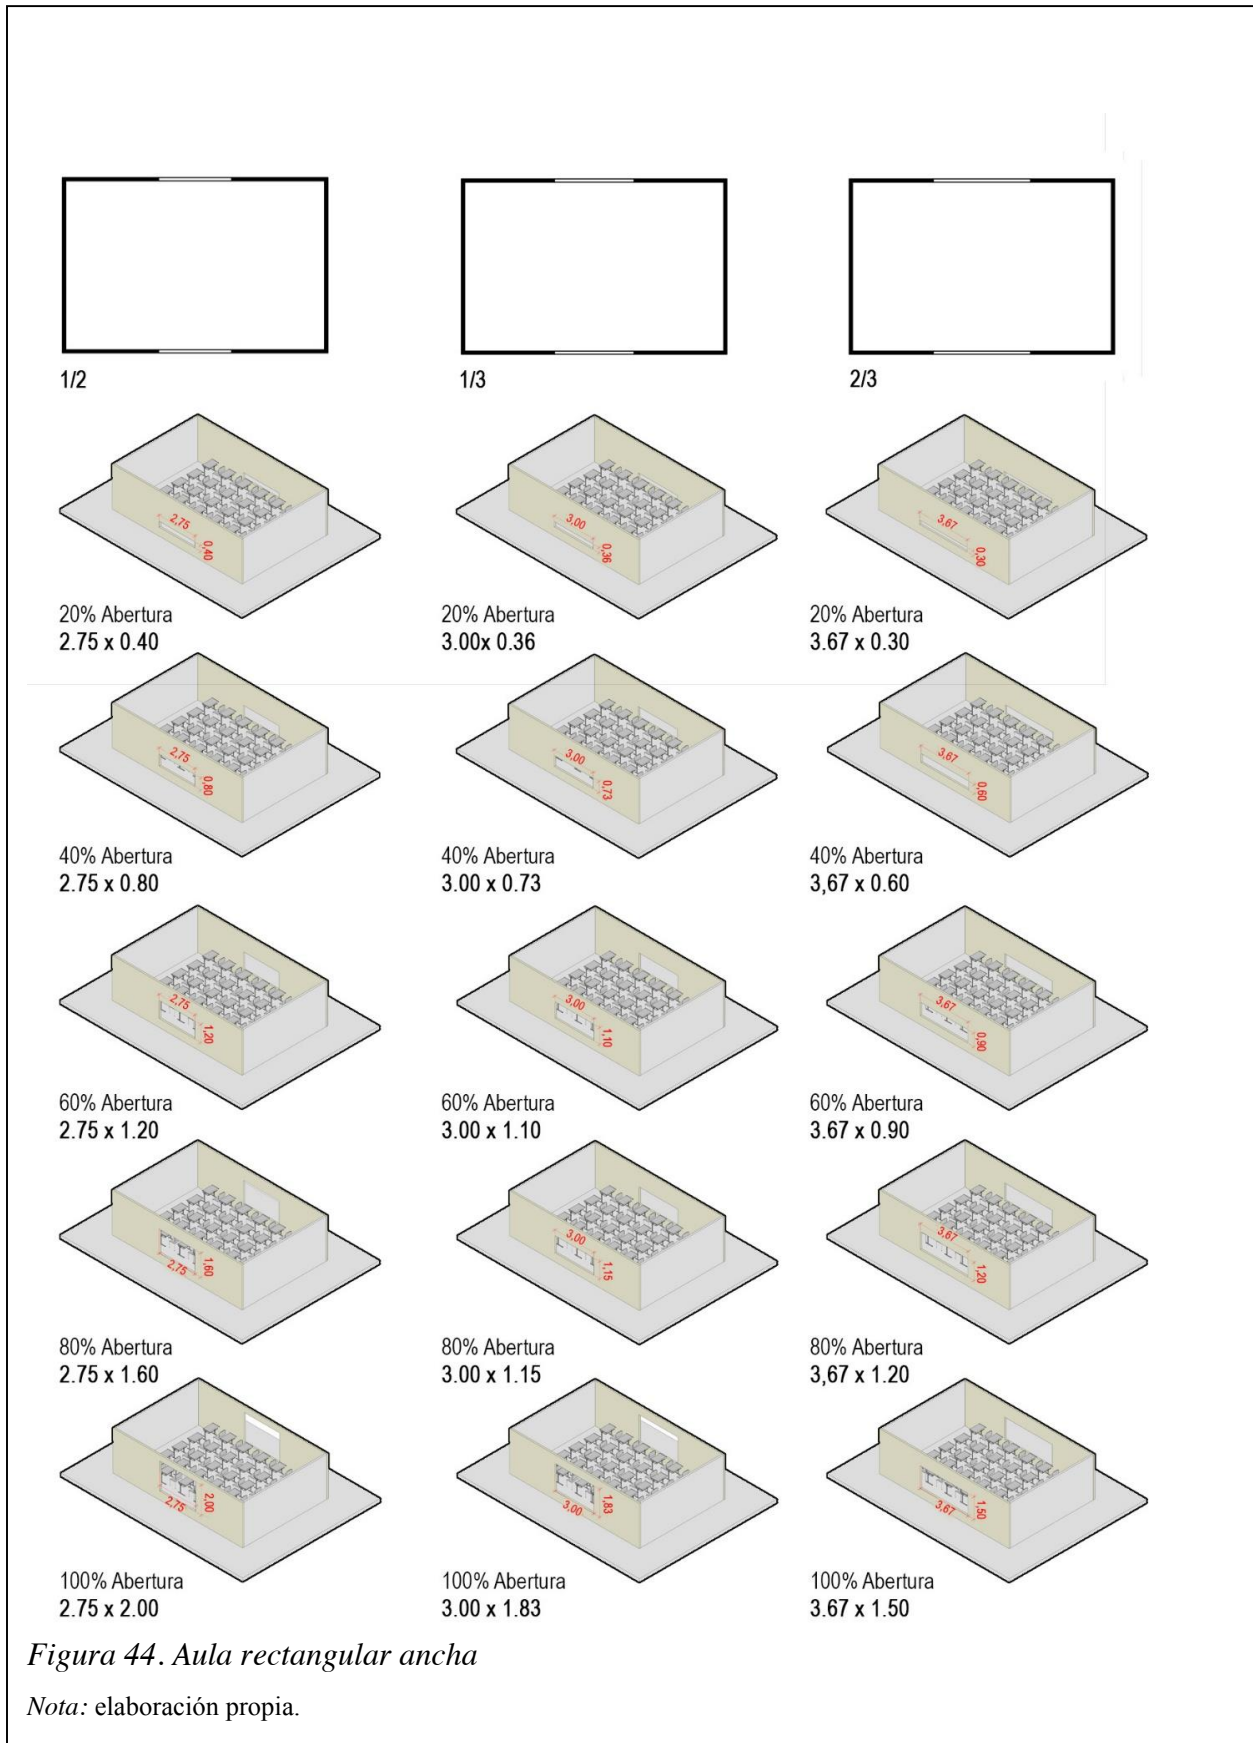 1/2
1/3
2/3
2,75
0,40
3,00
0,36
3,67
0,30
20% Abertura
2.75 x 0.40
20% Abertura
3.00x 0.36
20% Abertura
3.67 x 0.30
2,75
0,80
3,00
0,73
3,67
0,60
40% Abertura
2.75 x 0.80
40% Abertura
3.00 x 0.73
40% Abertura
3,67 x 0.60
2,75
1,20
3,00
1,10
3,67
0,90
60% Abertura
2.75 x 1.20
60% Abertura
3.00 x 1.10
60% Abertura
3.67 x 0.90
2,75
1,60
3,00
1,15
3,67
1,20
80% Abertura
2.75 x 1.60
80% Abertura
3.00 x 1.15
80% Abertura
3,67 x 1.20
2,75
2,00
3,00
1,83
3,67
1,50
100% Abertura
2.75 x 2.00
100% Abertura
3.00 x 1.83
100% Abertura
3.67 x 1.50
Figura 44. Aula rectangular ancha
Nota: elaboración propia.